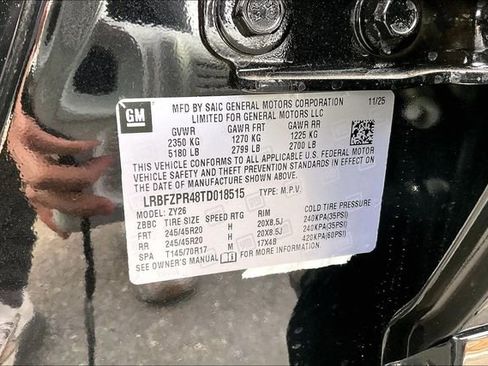 GM
MFD BY SAIC GENERAL MOTORS CORPORATION 11/25
LIMITED FOR GENERAL MOTORS LLC
GVWR GAWR FRT GAWR RR
2350 KG 1270 KG 1225 KG
5180 LB 2799 LB 2700 LB
THIS VEHICLE CONFORMS TO ALL APPLICABLE U.S. FEDERAL MOTOR
VEHICLE SAFETY AND THEFT PREVENTION STANDARDS IN EFFECT ON
THE DATE OF MANUFACTURE SHOWN ABOVE.
LRBFZPR48TD018515 TYPE: M.P.V.
MODEL: ZY26
ZBBC TIRE SIZE SPEED RTG RIM COLD TIRE PRESSURE
FRT 245/45R20 H 20X8.5J 240KPA(35PSI)
RR 245/45R20 H 20X8.5J 240KPA(35PSI)
SPA T145/70R17 M 17X4B 420KPA(60PSI)
SEE OWNER'S MANUAL FOR MORE INFORMATION.